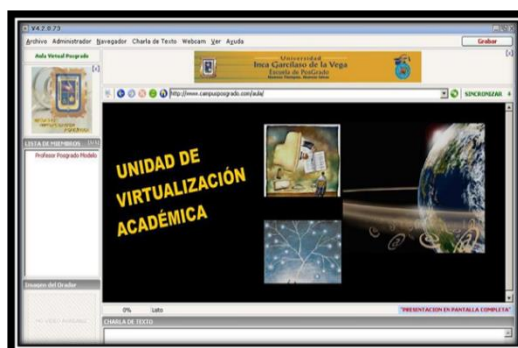 V4.2.0.73
Archivo Administrador Navegador Charla de Texto Webcam Ver Ayuda
Grabar
Aula Virtual Posgrado
Universidad
Inca Garcilaso de la Vega
Escuela de PosGrado
http://www.campusposgrado.com/aula/
SINCRONIZAR
LISTA DE MIEMBROS
Profesor Posgrado Modelo
UNIDAD DE
VIRTUALIZACIÓN
ACADÉMICA
Imagen del Orador
0% Listo
"PRESENTACION EN PANTALLA COMPLETA"
CHARLA DE TEXTO